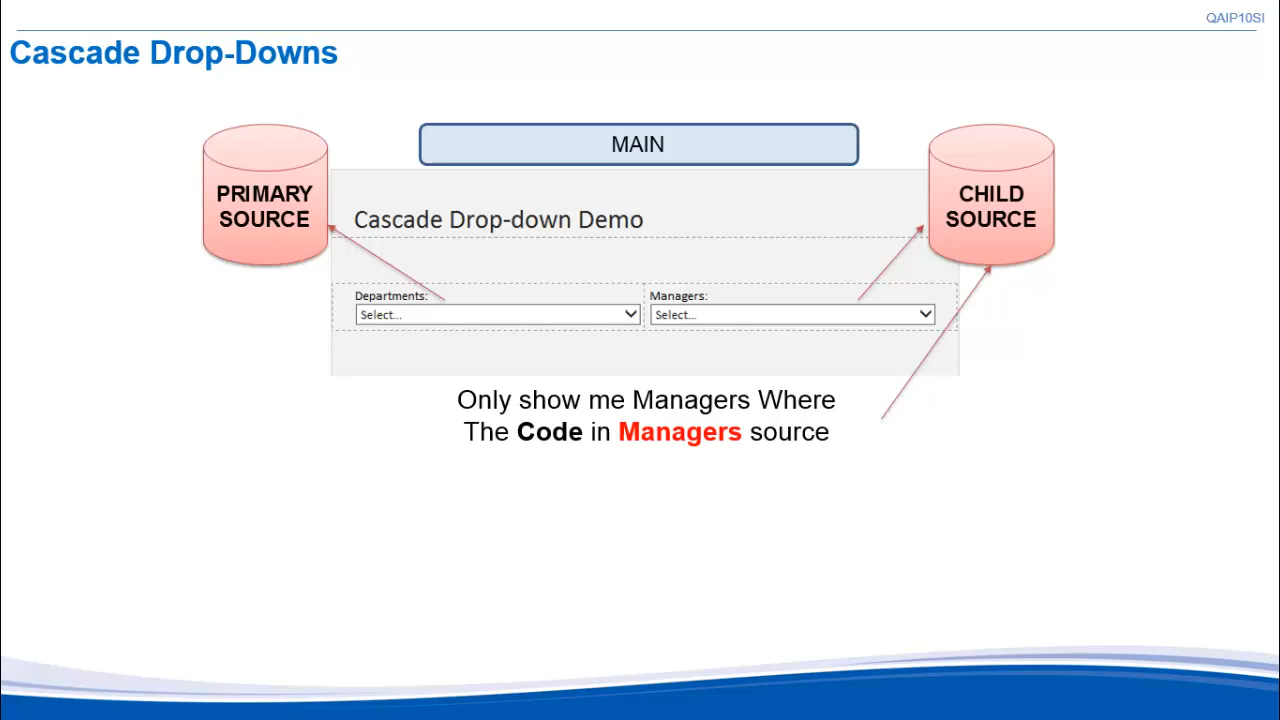 QAIP10SI
Cascade Drop-Downs
MAIN
PRIMARY
SOURCE
CHILD
SOURCE
Cascade Drop-down Demo
Departments:
Managers:
Select...
Select...
Only show me Managers Where
The Code in Managers source